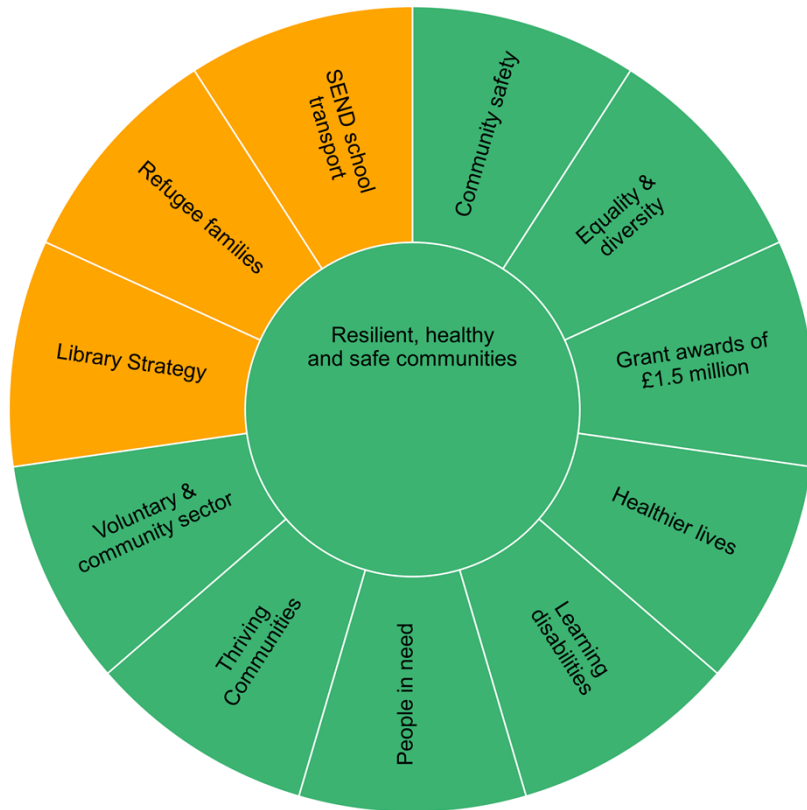 Resilient, healthy
and safe communities
Community safety
Equality &
diversity
Grant awards of
£1.5 million
Healthier lives
Learning
disabilities
People in need
Thriving
Communities
Voluntary &
community sector
Library Strategy
Refugee families
SEND school
transport